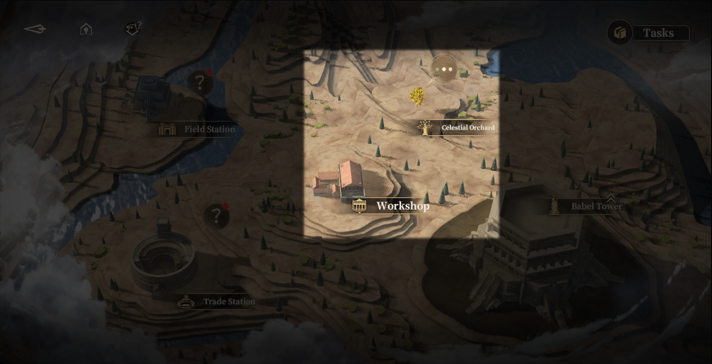 Tasks
Field Station
Celestial Orchard
Workshop
Babel Tower
Trade Station